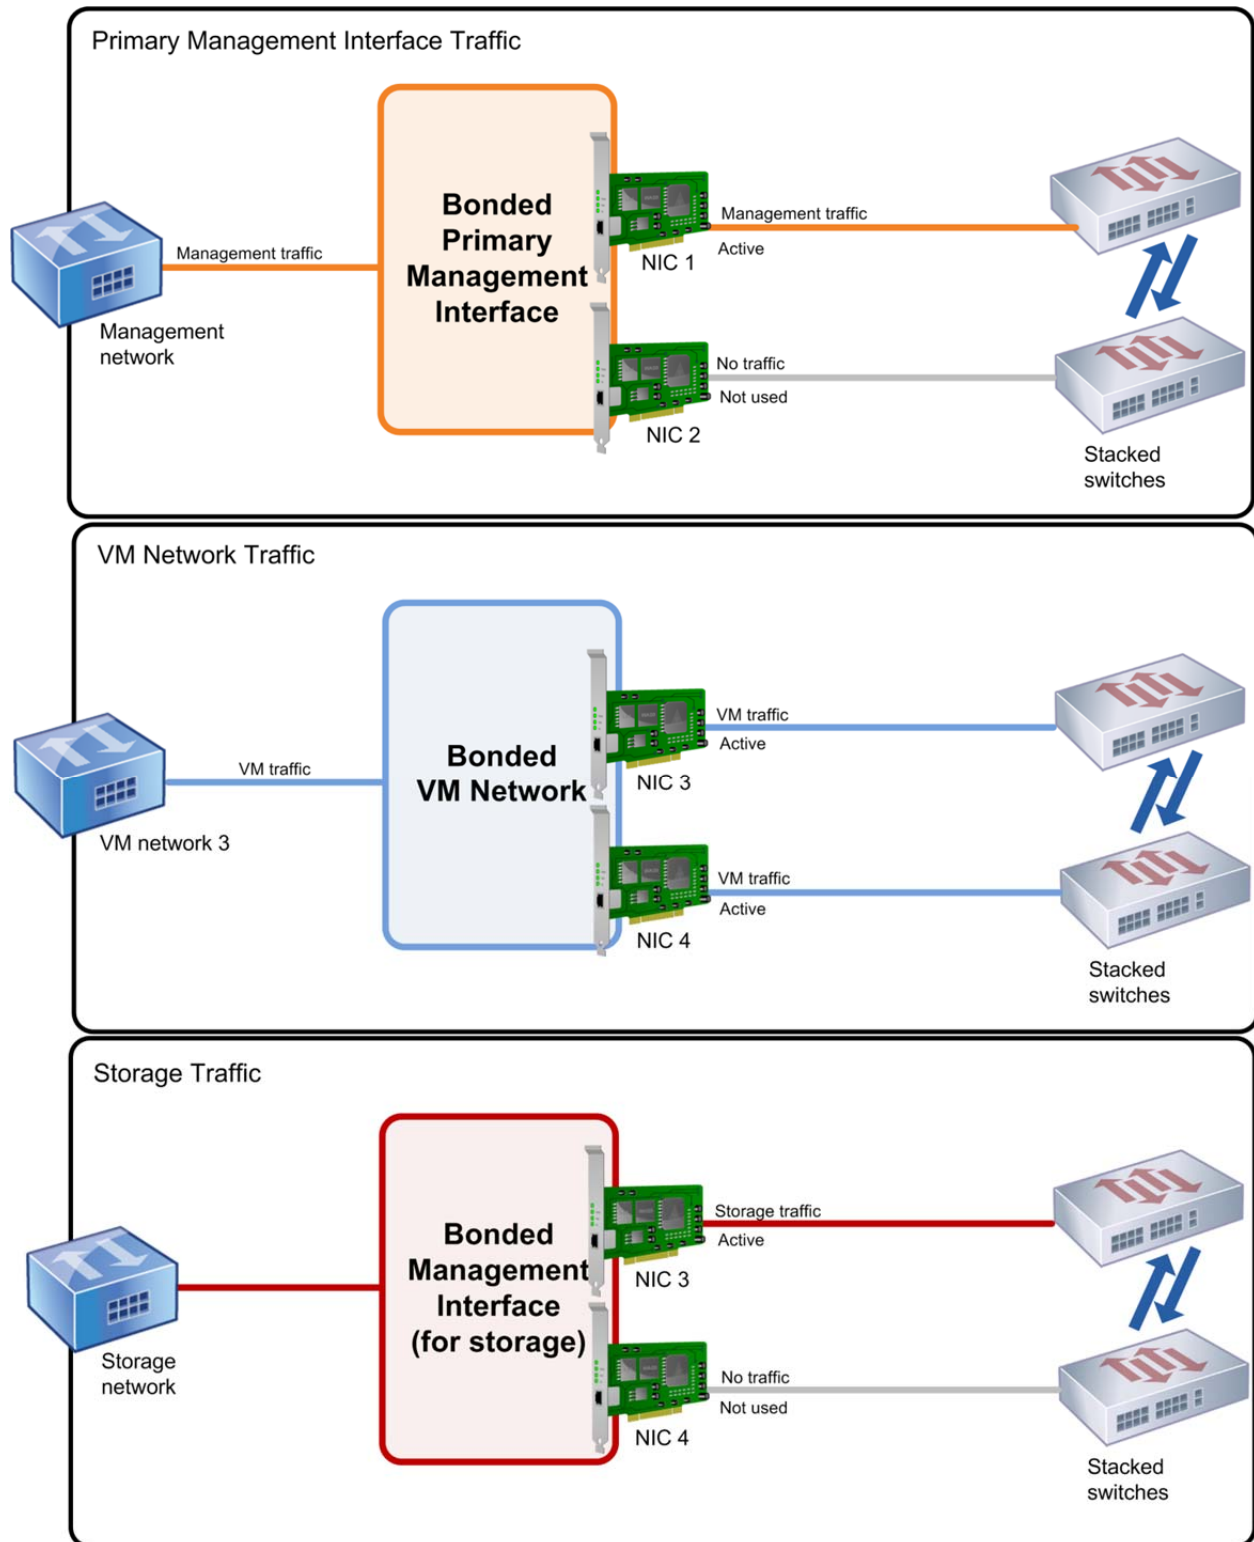 Primary Management Interface Traffic
Bonded
Primary
Management
Interface
Management traffic
Management
network
NIC 1
Management traffic
Active
NIC 2
No traffic
Not used
Stacked
switches
VM Network Traffic
Bonded
VM Network
VM traffic
VM network 3
NIC 3
VM traffic
Active
NIC 4
VM traffic
Active
Stacked
switches
Storage Traffic
Bonded
Management
Interface
(for storage)
Storage
network
NIC 3
Storage traffic
Active
NIC 4
No traffic
Not used
Stacked
switches